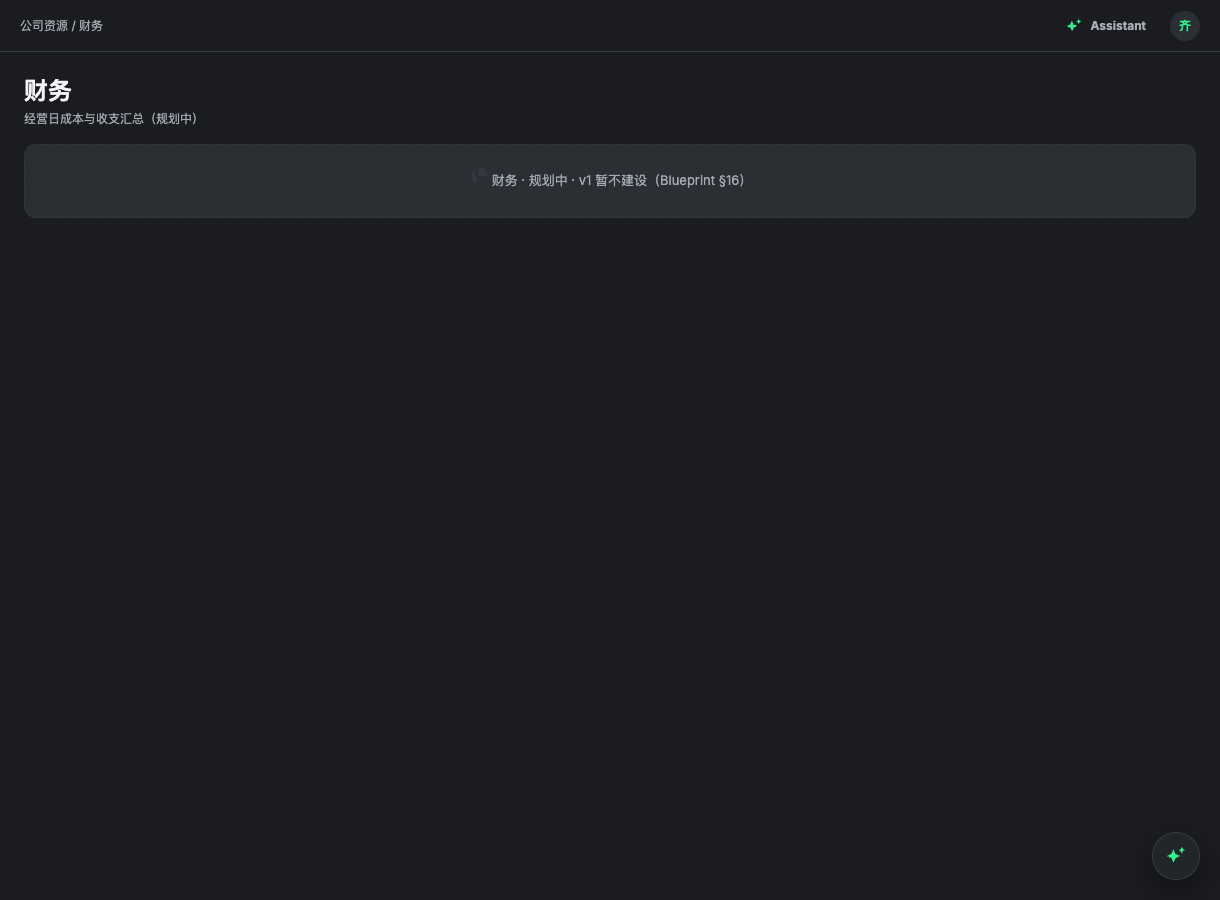 公司资源 / 财务
Assistant
齐
财务
经营日成本与收支汇总（规划中）
财务 · 规划中 · v1 暂不建设（Blueprint §16）